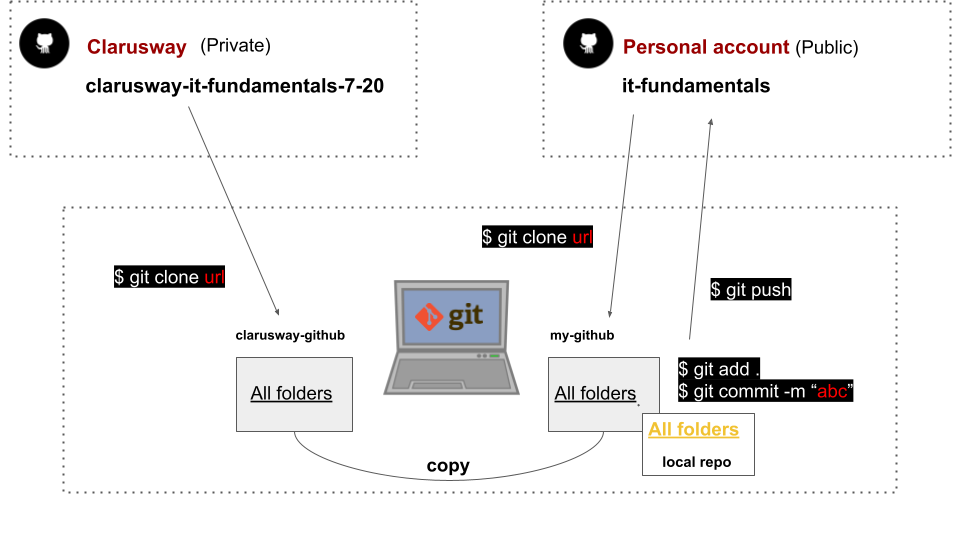 Clarusway (Private)
clarusway-it-fundamentals-7-20
Personal account (Public)
it-fundamentals
$ git clone url
$ git clone url
$ git push
git
clarusway-github
All folders
my-github
All folders
$ git add .
$ git commit -m “abc”
All folders
local repo
copy